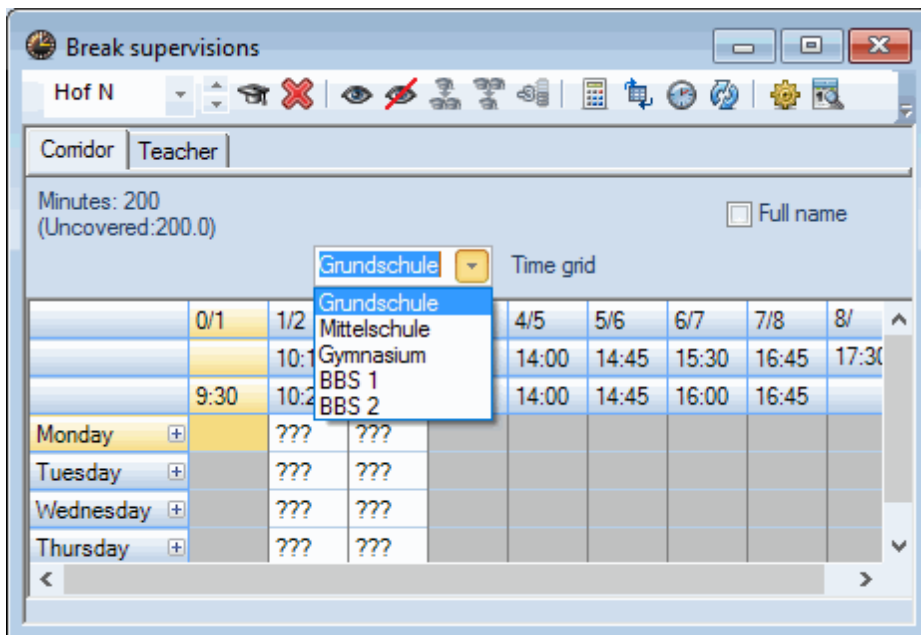 Break supervisions
Hof N
Corridor Teacher
Minutes: 200
(Uncovered:200.0)
Full name
Grundschule Time grid
Grundschule
Mittelschule
Gymnasium
BBS 1
BBS 2
0/1 1/2 4/5 5/6 6/7 7/8 8/
14:00 14:45 15:30 16:45 17:30
9:30 14:00 14:45 16:00 16:45
Monday ??? ???
Tuesday ??? ???
Wednesday ??? ???
Thursday ??? ???